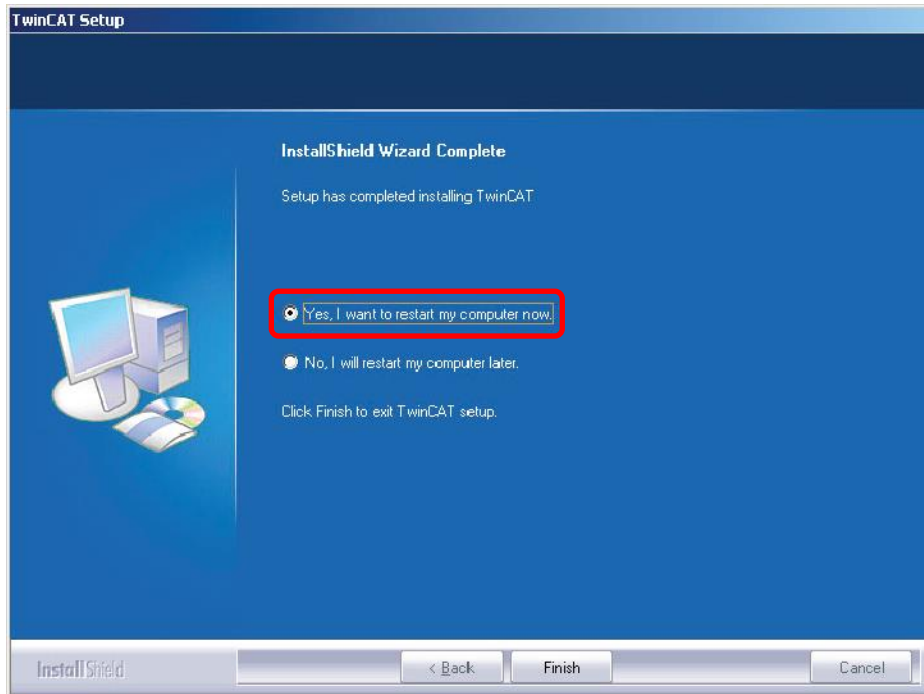 TwinCAT Setup
InstallShield Wizard Complete
Setup has completed installing TwinCAT
Yes, I want to restart my computer now.
No, I will restart my computer later.
Click Finish to exit TwinCAT setup.
InstallShield
< Back
Finish
Cancel